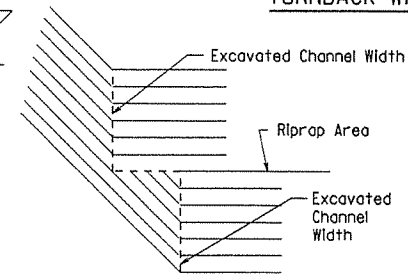 TURNBACK W
Excavated Channel Width
Riprap Area
Excavated
Channel
Width